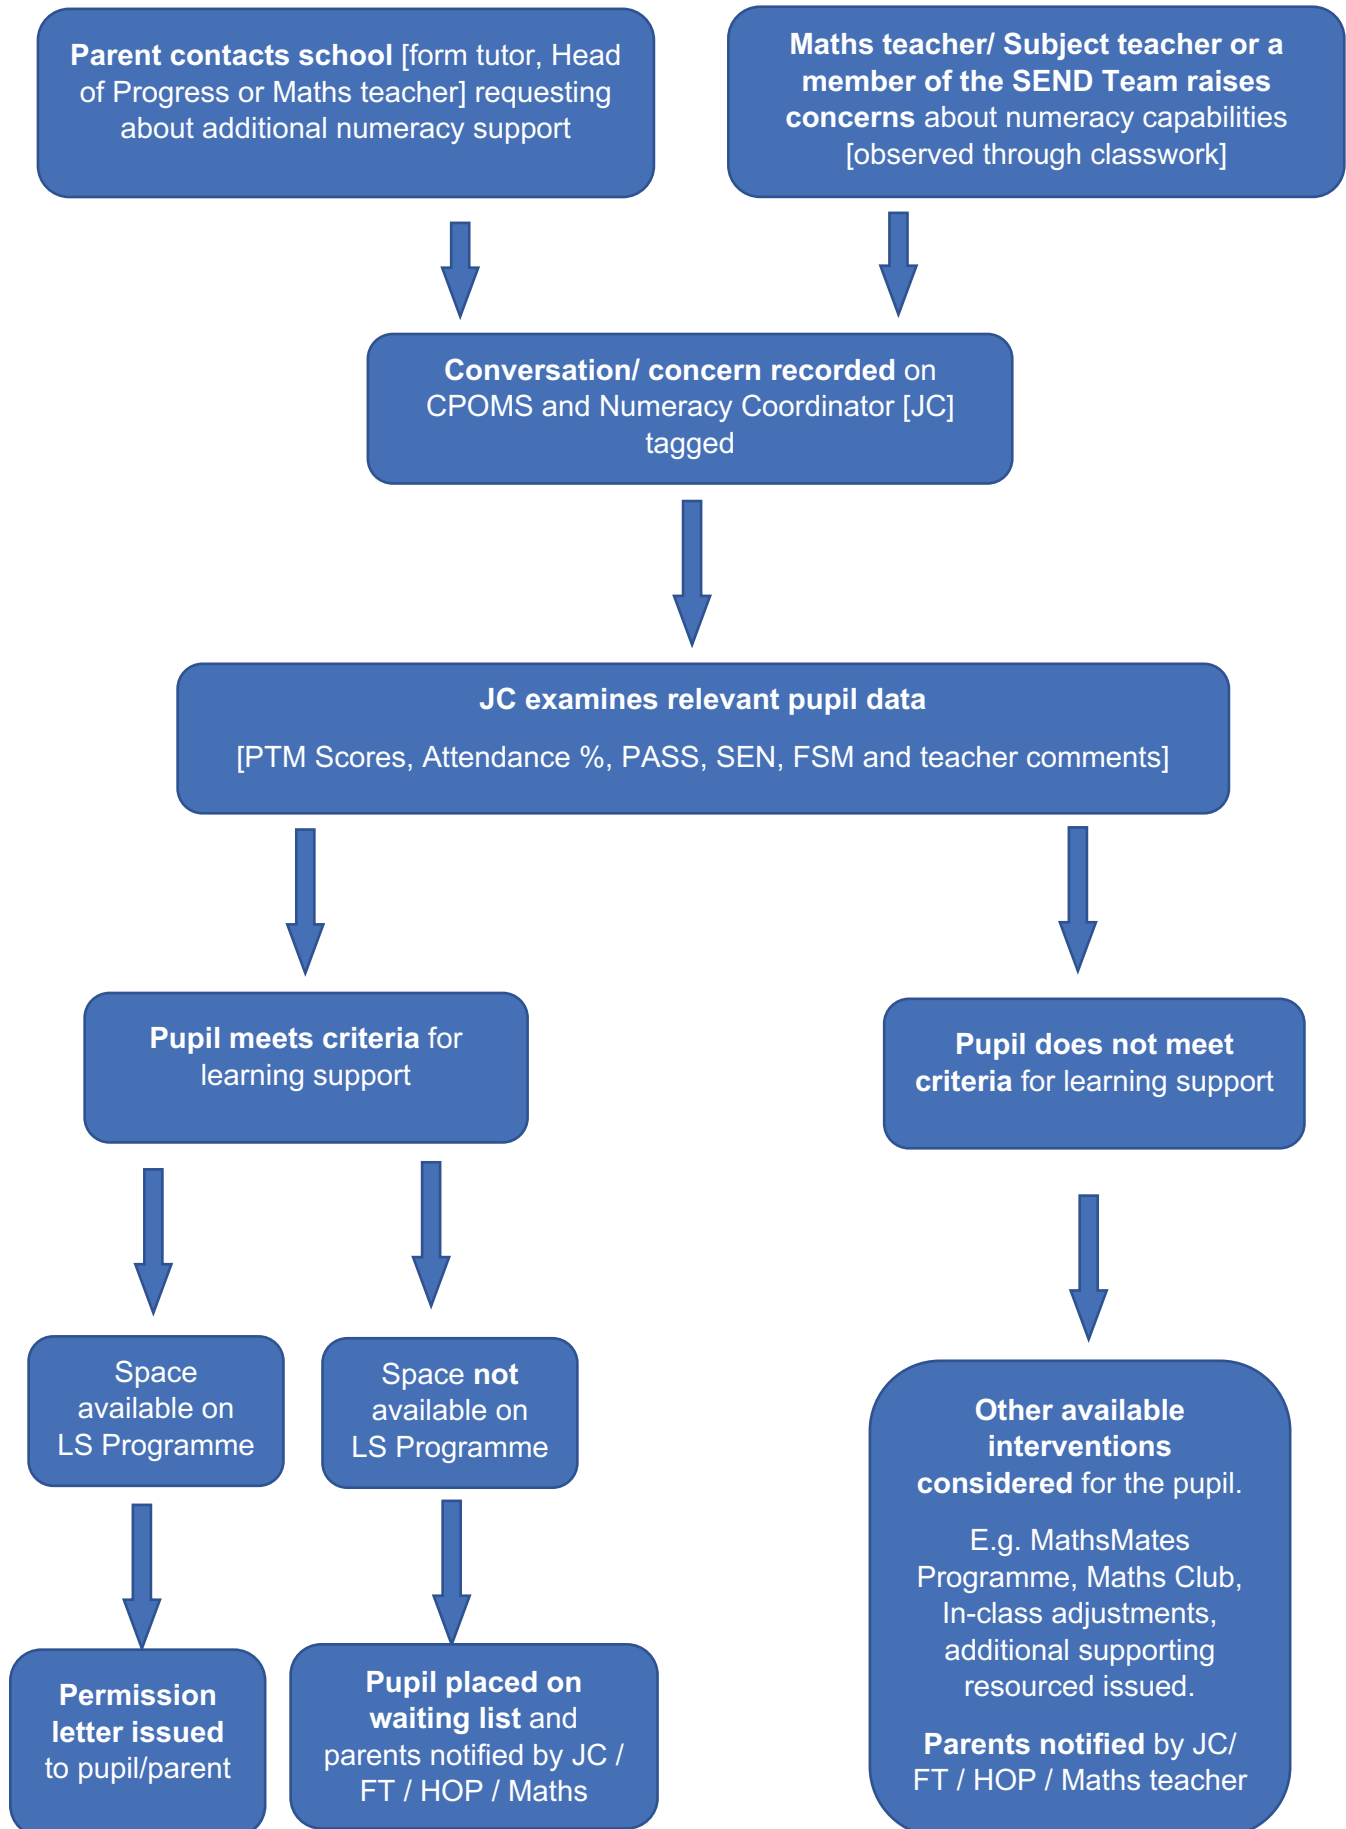 Parent contacts school [form tutor, Head
of Progress or Maths teacher] requesting
about additional numeracy support
Maths teacher/ Subject teacher or a
member of the SEND Team raises
concerns about numeracy capabilities
[observed through classwork]
Conversation/ concern recorded on
CPOMS and Numeracy Coordinator [JC]
tagged
JC examines relevant pupil data
[PTM Scores, Attendance %, PASS, SEN, FSM and teacher comments]
Pupil meets criteria for
learning support
Pupil does not meet
criteria for learning support
Space
available on
LS Programme
Space not
available on
LS Programme
Other available
interventions
considered for the pupil.
E.g. MathsMates
Programme, Maths Club,
In-class adjustments,
additional supporting
resourced issued.
Parents notified by JC/
FT / HOP / Maths teacher
Permission
letter issued
to pupil/parent
Pupil placed on
waiting list and
parents notified by JC /
FT / HOP / Maths